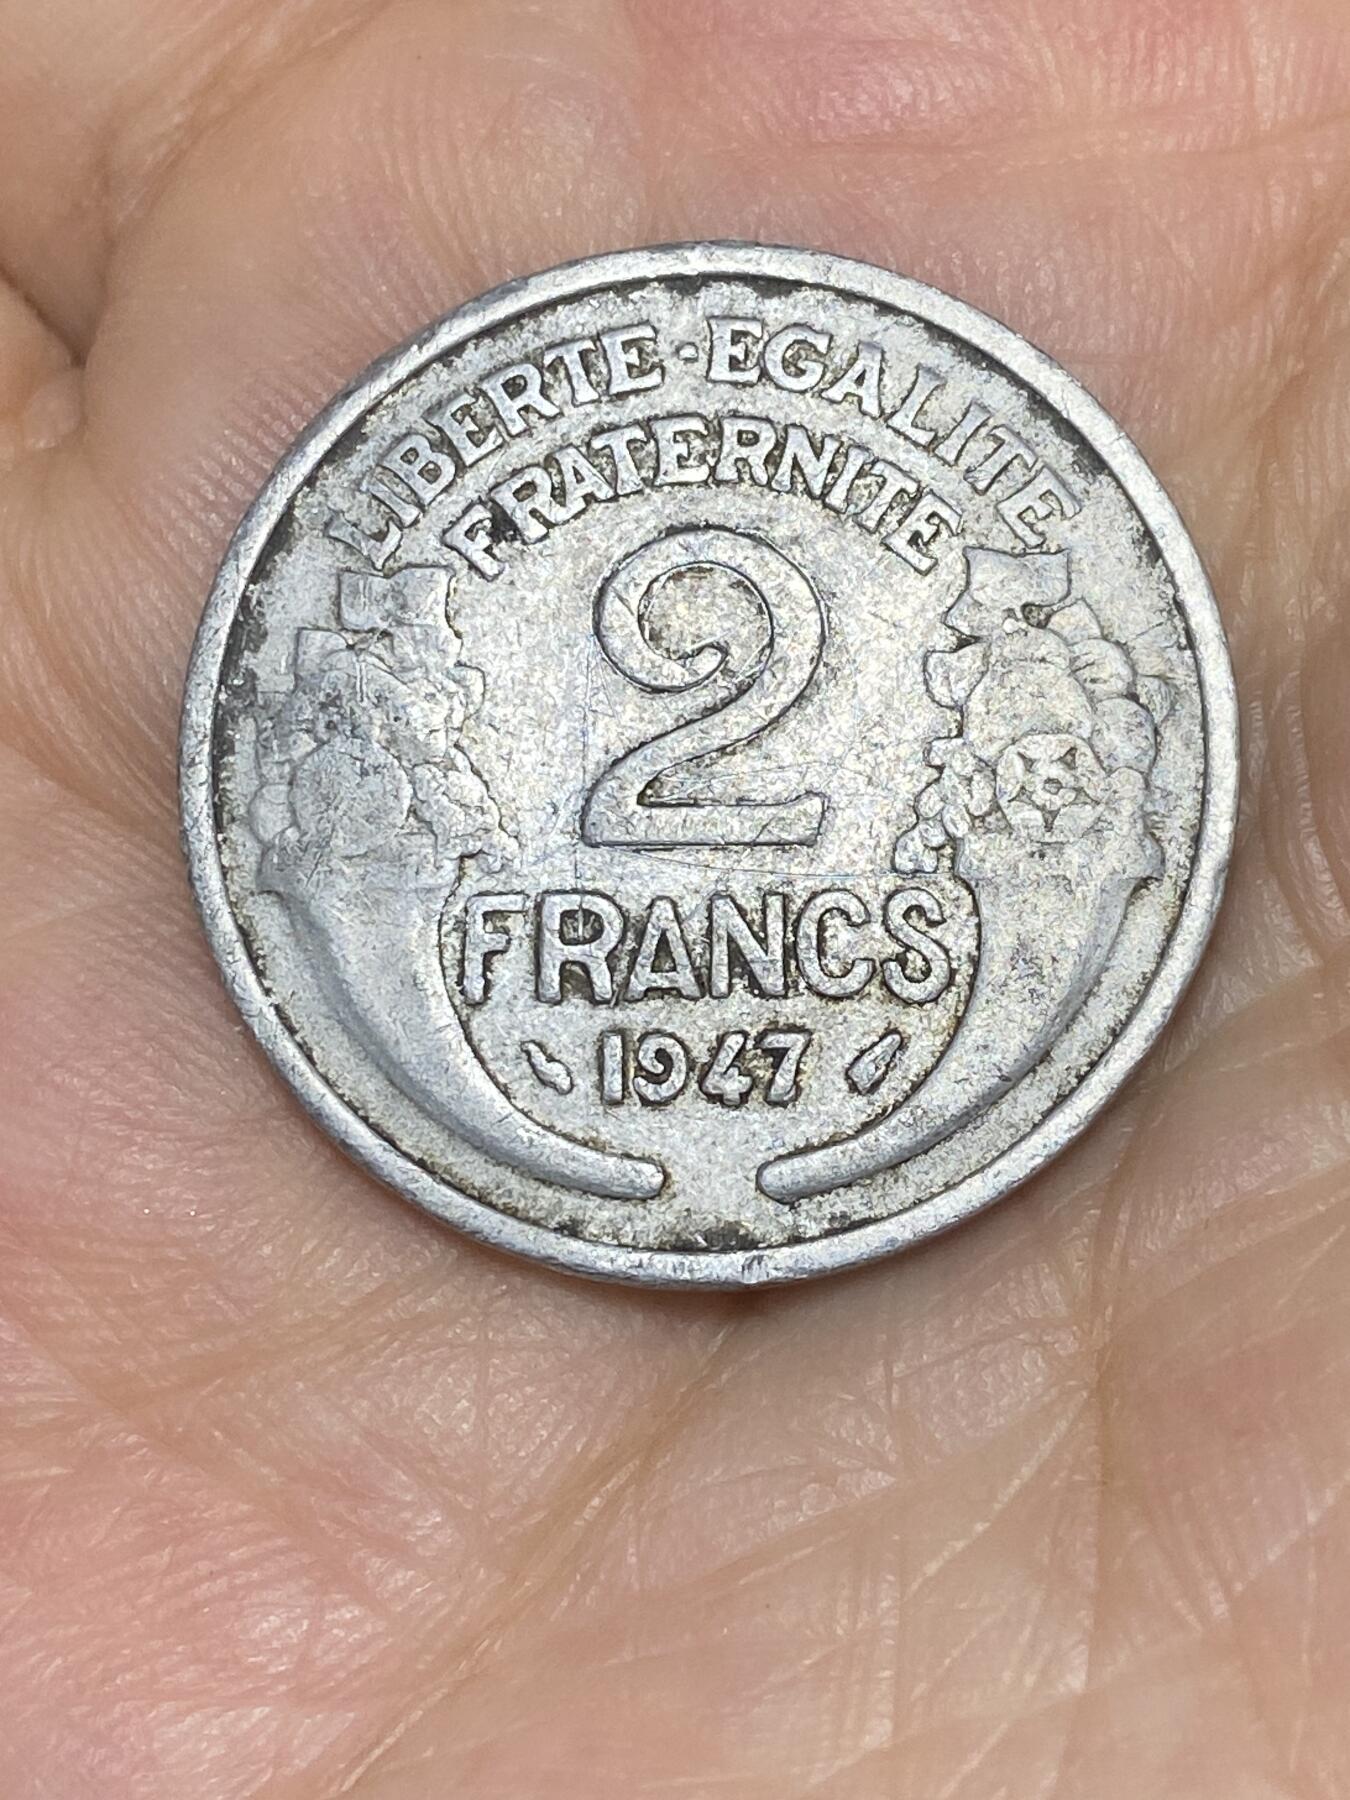 LIBERTE·EGALITE
FRATERNITE
2
FRANCS
1947